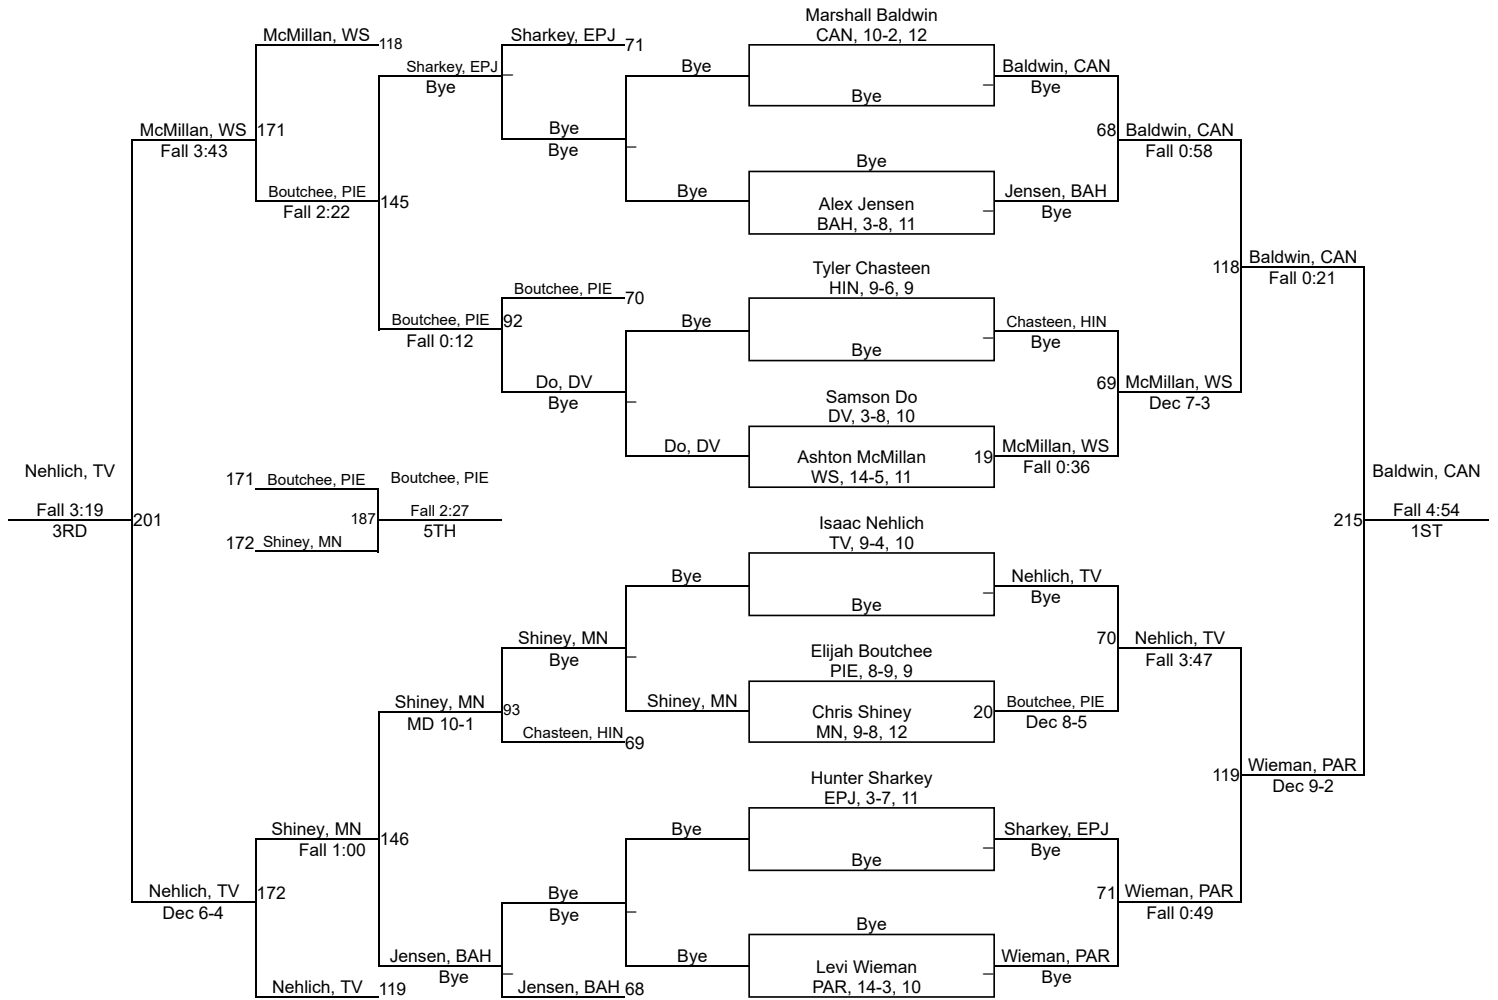 Marshall Baldwin
CAN, 10-2, 12
McMillan, WS
118
Sharkey, EPJ
71
Sharkey, EPJ
Bye
Bye
Bye
Baldwin, CAN
Bye
McMillan, WS
171
Fall 3:43
Bye
Bye
68
Baldwin, CAN
Fall 0:58
Bye
Boutchee, PIE
Fall 2:22
145
Bye
Alex Jensen
BAH, 3-8, 11
Jensen, BAH
Bye
118
Baldwin, CAN
Fall 0:21
Tyler Chasteen
HIN, 9-6, 9
Boutchee, PIE
70
Boutchee, PIE
92
Fall 0:12
Bye
Bye
Chasteen, HIN
Bye
Do, DV
Bye
69
McMillan, WS
Dec 7-3
Samson Do
DV, 3-8, 10
Do, DV
Ashton McMillan
WS, 14-5, 11
19
McMillan, WS
Fall 0:36
Nehlich, TV
Fall 3:19
3RD
201
171
Boutchee, PIE
172
Shiney, MN
187
Boutchee, PIE
Fall 2:27
5TH
215
Baldwin, CAN
Fall 4:54
1ST
Isaac Nehlich
TV, 9-4, 10
Bye
Bye
Nehlich, TV
Bye
Shiney, MN
Bye
70
Nehlich, TV
Fall 3:47
Elijah Boutchee
PIE, 8-9, 9
Shiney, MN
MD 10-1
93
Shiney, MN
Chris Shiney
MN, 9-8, 12
20
Boutchee, PIE
Dec 8-5
Chasteen, HIN
69
119
Wieman, PAR
Dec 9-2
Hunter Sharkey
EPJ, 3-7, 11
Shiney, MN
Fall 1:00
146
Bye
Bye
Sharkey, EPJ
Bye
Nehlich, TV
172
Dec 6-4
Bye
Bye
71
Wieman, PAR
Fall 0:49
Bye
Jensen, BAH
Bye
Bye
Levi Wieman
PAR, 14-3, 10
Wieman, PAR
Bye
Nehlich, TV
119
Jensen, BAH
68